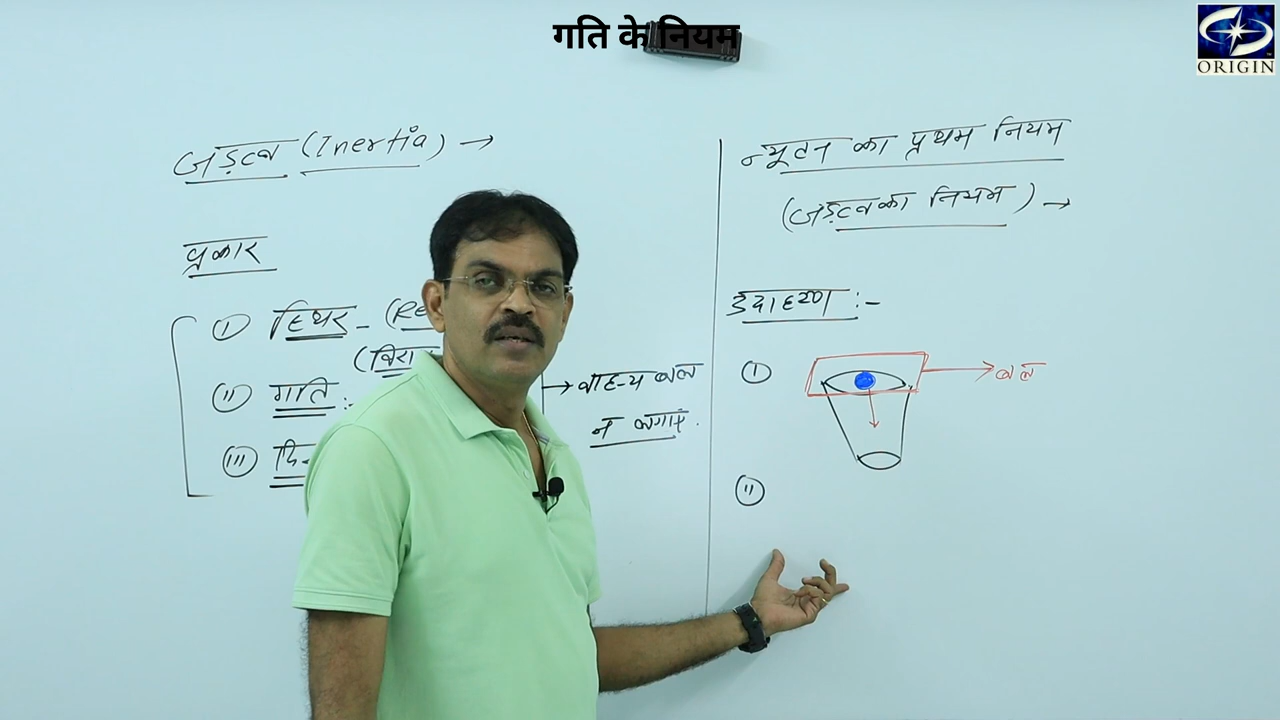 गति के नियम
ORIGIN
जड़त्व (Inertia) →
प्रकार
(I) स्थिर - (Re
(विरा
(II) गति :-
(III)
→ बाह्य बल
न लगाएं.
न्यूटन का प्रथम नियम
(जड़त्व का नियम) →
उदाहरण :-
(I)
बल
(II)